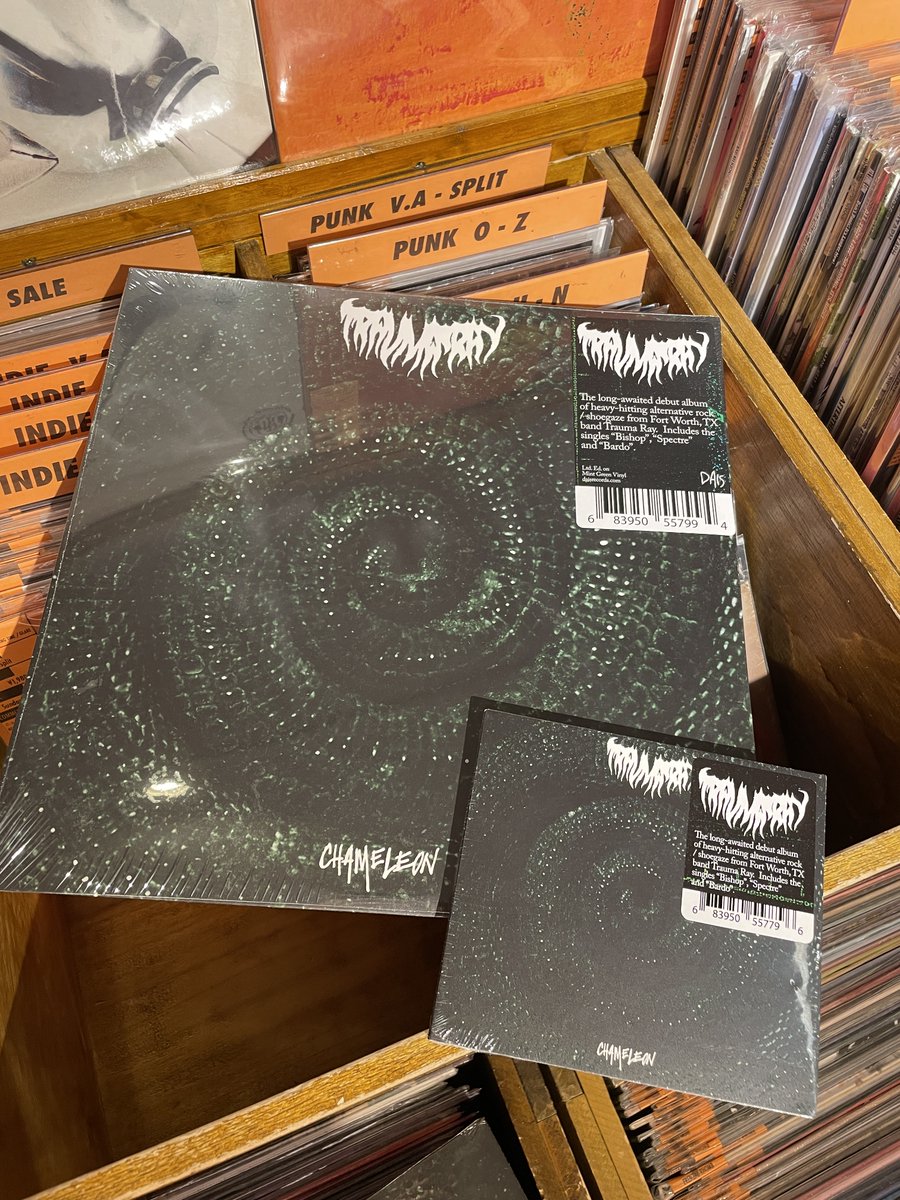 PUNK V.A - SPLIT
PUNK O - Z
- N
SALE
INDIE
INDIE
TRAUMA RAY
TRAUMA RAY
The long-awaited debut album
of heavy-hitting alternative rock
/ shoegaze from Fort Worth, TX
band Trauma Ray. Includes the
singles “Bishop”, “Spectre”
and “Bardo”.
Ltd. Ed. on
Mint Green Vinyl
daisrecords.com
DAIS
6 83950 55799 4
CHAMELEON
TRAUMA RAY
TRAUMA RAY
The long-awaited debut album
of heavy-hitting alternative rock
/ shoegaze from Fort Worth, TX
band Trauma Ray. Includes the
singles “Bishop”, “Spectre”
and “Bardo”.
6 83950 55779 6
CHAMELEON